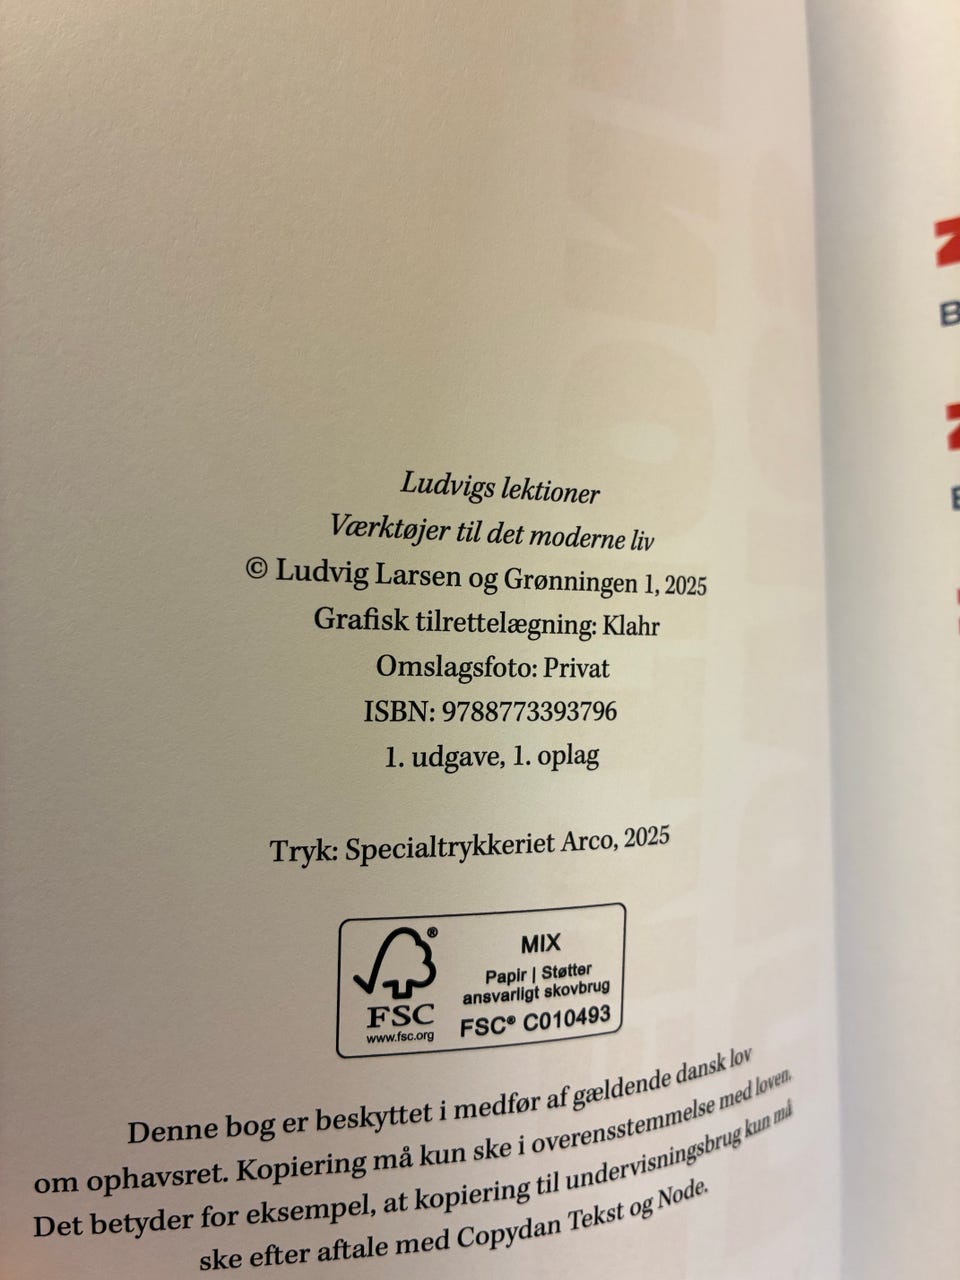 Ludvigs lektioner
Værktøjer til det moderne liv
© Ludvig Larsen og Grønningen 1, 2025
Grafisk tilrettelægning: Klahr
Omslagsfoto: Privat
ISBN: 9788773393796
1. udgave, 1. oplag
Tryk: Specialtrykkeriet Arco, 2025
FSC®
www.fsc.org
MIX
Papir | Støtter
ansvarligt skovbrug
FSC® C010493
Denne bog er beskyttet i medfør af gældende dansk lov
om ophavsret. Kopiering må kun ske i overensstemmelse med loven.
Det betyder for eksempel, at kopiering til undervisningsbrug kun må
ske efter aftale med Copydan Tekst og Node.